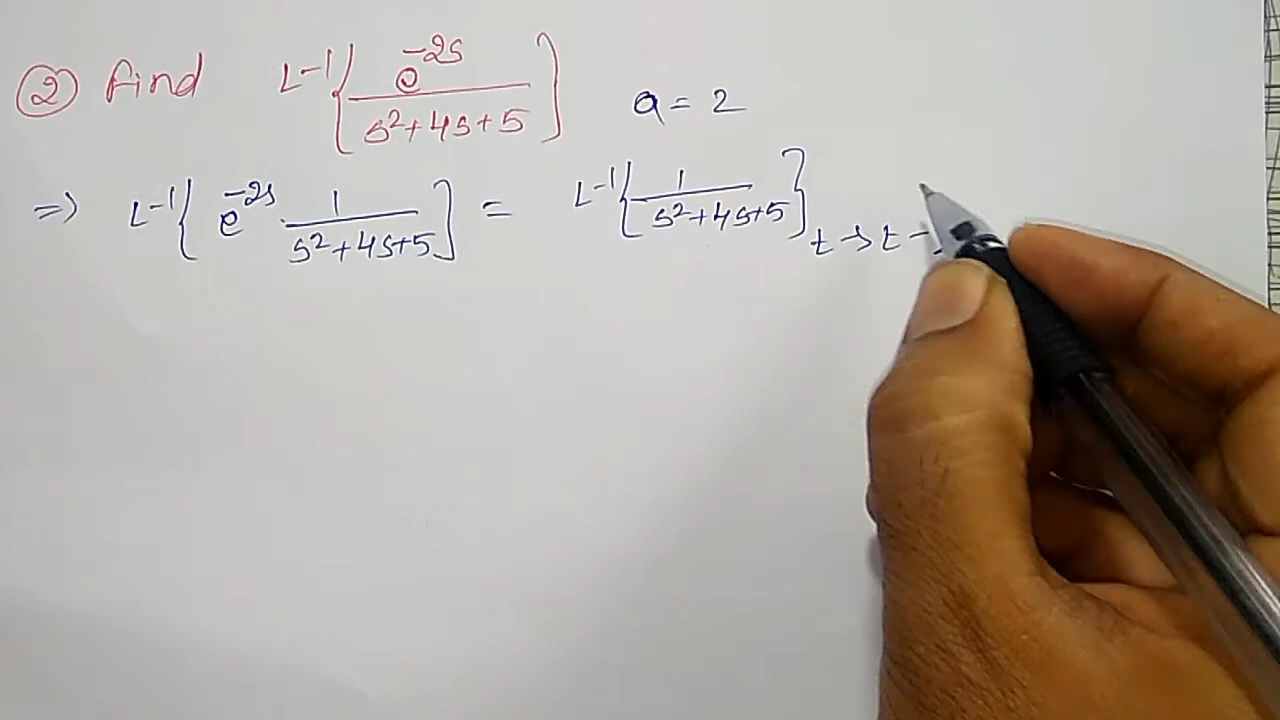 ② Find L⁻¹{ e⁻²ˢ / s²+4s+5 } a = 2
⇒ L⁻¹{ e⁻²ˢ · 1 / s²+4s+5 } = L⁻¹{ 1 / s²+4s+5 } t→t−